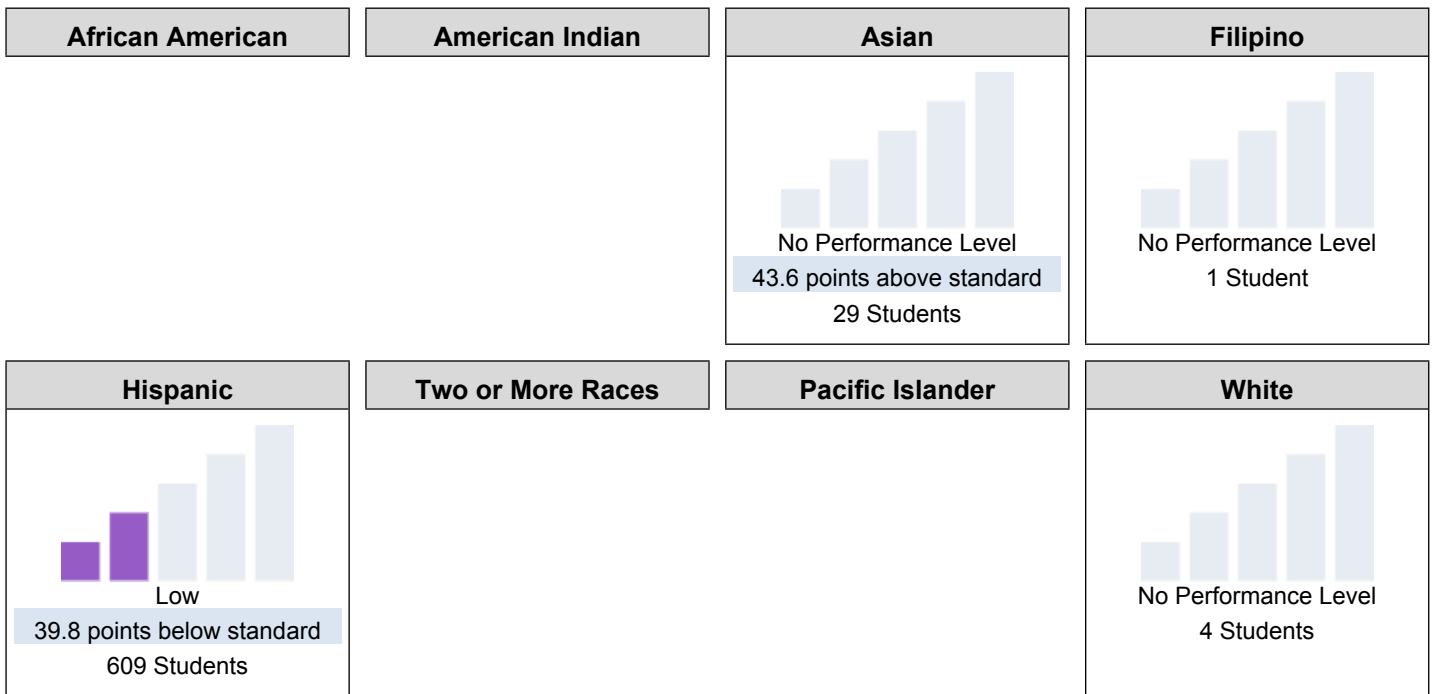 African American
American Indian
Asian
Filipino
No Performance Level
43.6 points above standard
29 Students
No Performance Level
1 Student
Hispanic
Two or More Races
Pacific Islander
White
Low
39.8 points below standard
609 Students
No Performance Level
4 Students